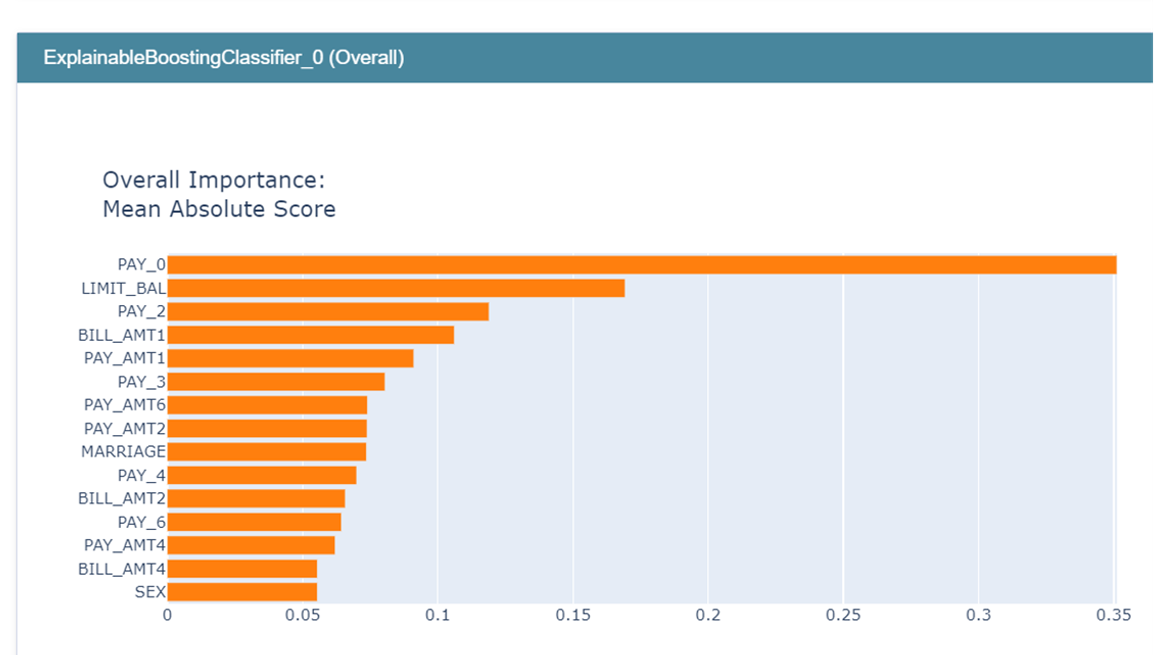 ExplainableBoostingClassifier_0 (Overall)
Overall Importance:
Mean Absolute Score
PAY_0
LIMIT_BAL
PAY_2
BILL_AMT1
PAY_AMT1
PAY_3
PAY_AMT6
PAY_AMT2
MARRIAGE
PAY_4
BILL_AMT2
PAY_6
PAY_AMT4
BILL_AMT4
SEX
0 0.05 0.1 0.15 0.2 0.25 0.3 0.35